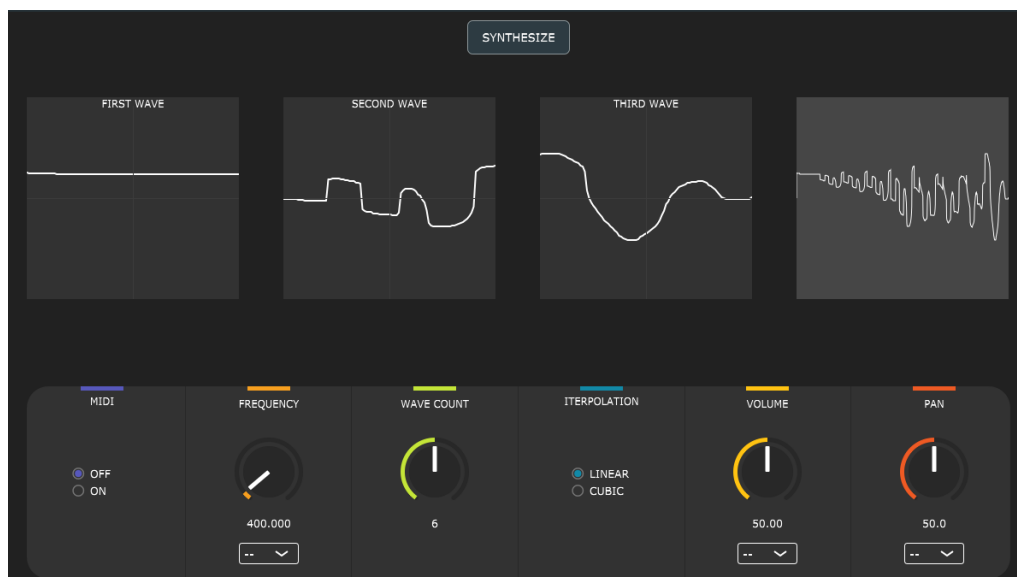 SYNTHESIZE
FIRST WAVE
SECOND WAVE
THIRD WAVE
MIDI
FREQUENCY
WAVE COUNT
ITERPOLATION
VOLUME
PAN
OFF
ON
LINEAR
CUBIC
400.000
6
50.00
50.0
--
--
--